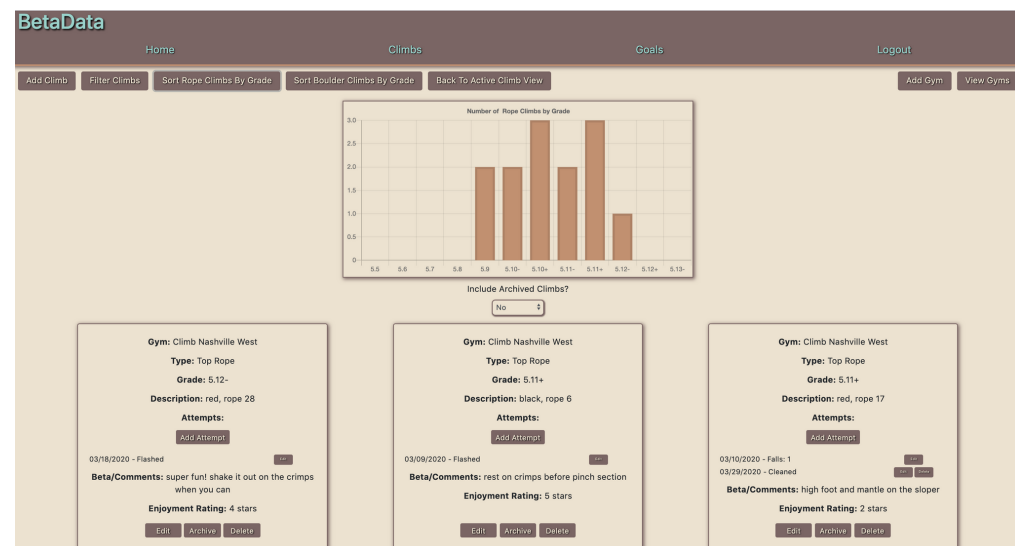 BetaData
Home Climbs Goals Logout
Add Climb Filter Climbs Sort Rope Climbs By Grade Sort Boulder Climbs By Grade Back To Active Climb View Add Gym View Gyms
Number of Rope Climbs by Grade
3.0
2.5
2.0
1.5
1.0
0.5
0
5.5 5.6 5.7 5.8 5.9 5.10- 5.10+ 5.11- 5.11+ 5.12- 5.12+ 5.13-
Include Archived Climbs?
No
Gym: Climb Nashville West
Type: Top Rope
Grade: 5.12-
Description: red, rope 28
Attempts:
Add Attempt
03/18/2020 - Flashed Edit
Beta/Comments: super fun! shake it out on the crimps
when you can
Enjoyment Rating: 4 stars
Edit Archive Delete
Gym: Climb Nashville West
Type: Top Rope
Grade: 5.11+
Description: black, rope 6
Attempts:
Add Attempt
03/09/2020 - Flashed Edit
Beta/Comments: rest on crimps before pinch section
Enjoyment Rating: 5 stars
Edit Archive Delete
Gym: Climb Nashville West
Type: Top Rope
Grade: 5.11+
Description: red, rope 17
Attempts:
Add Attempt
03/10/2020 - Falls: 1 Edit
03/29/2020 - Cleaned Edit Delete
Beta/Comments: high foot and mantle on the sloper
Enjoyment Rating: 2 stars
Edit Archive Delete